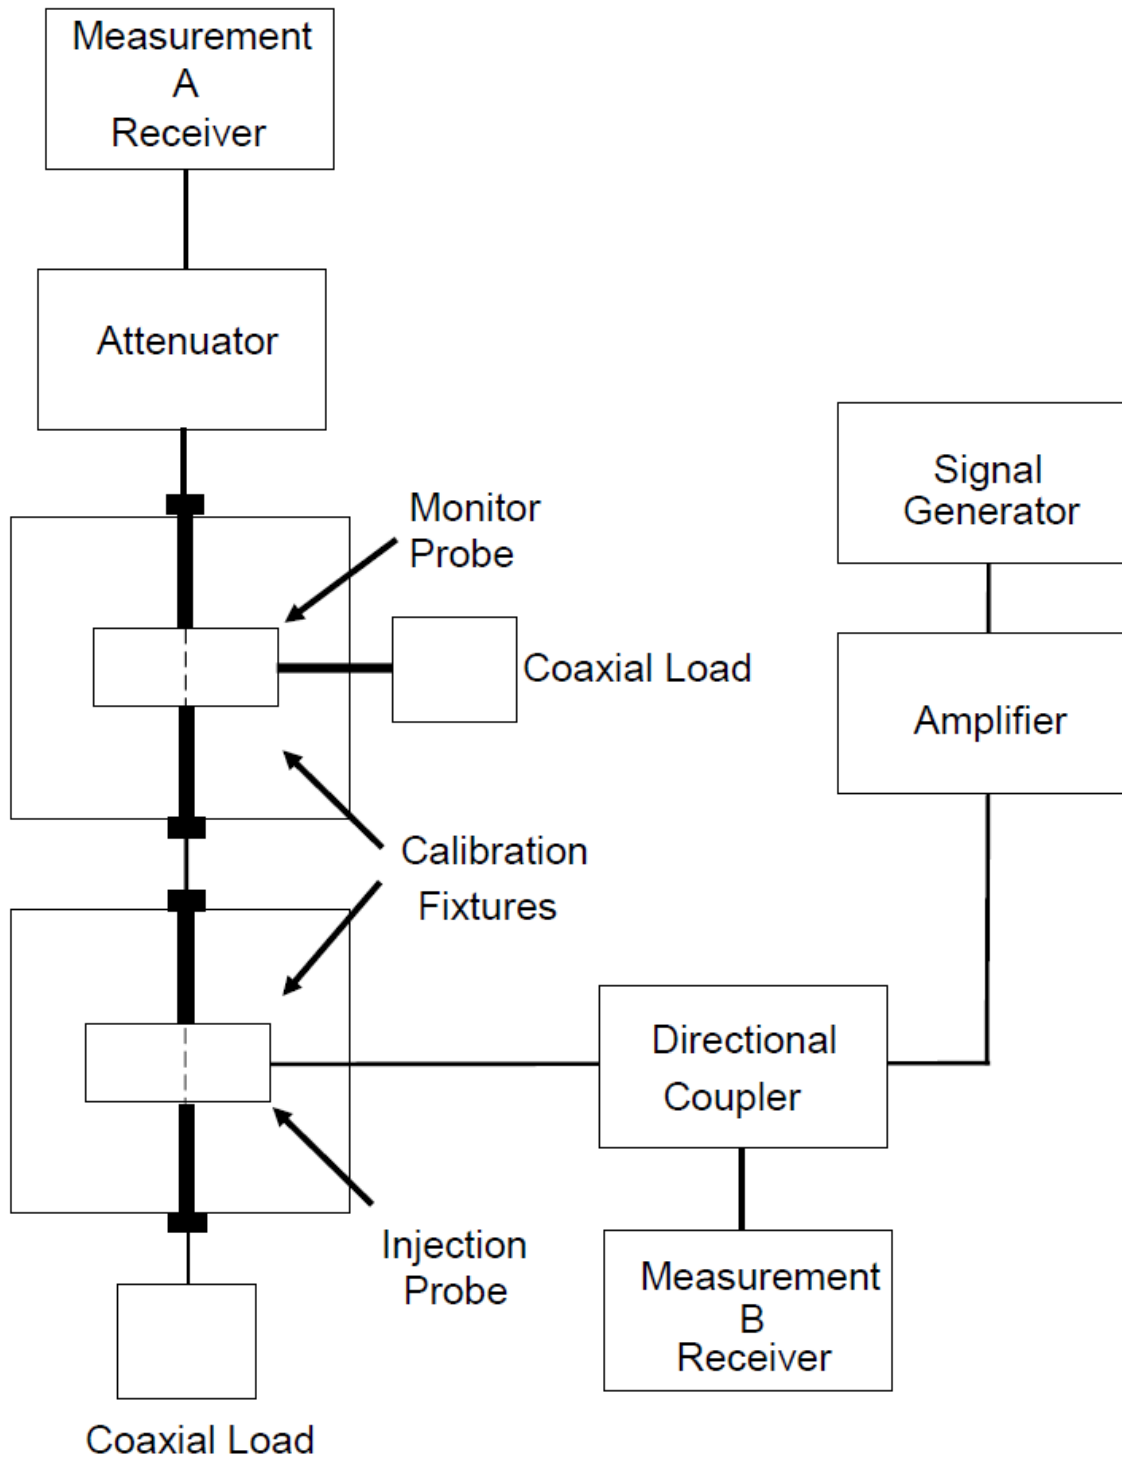 Measurement
A
Receiver
Attenuator
Monitor
Probe
Coaxial Load
Signal
Generator
Amplifier
Calibration
Fixtures
Directional
Coupler
Injection
Probe
Measurement
B
Receiver
Coaxial Load